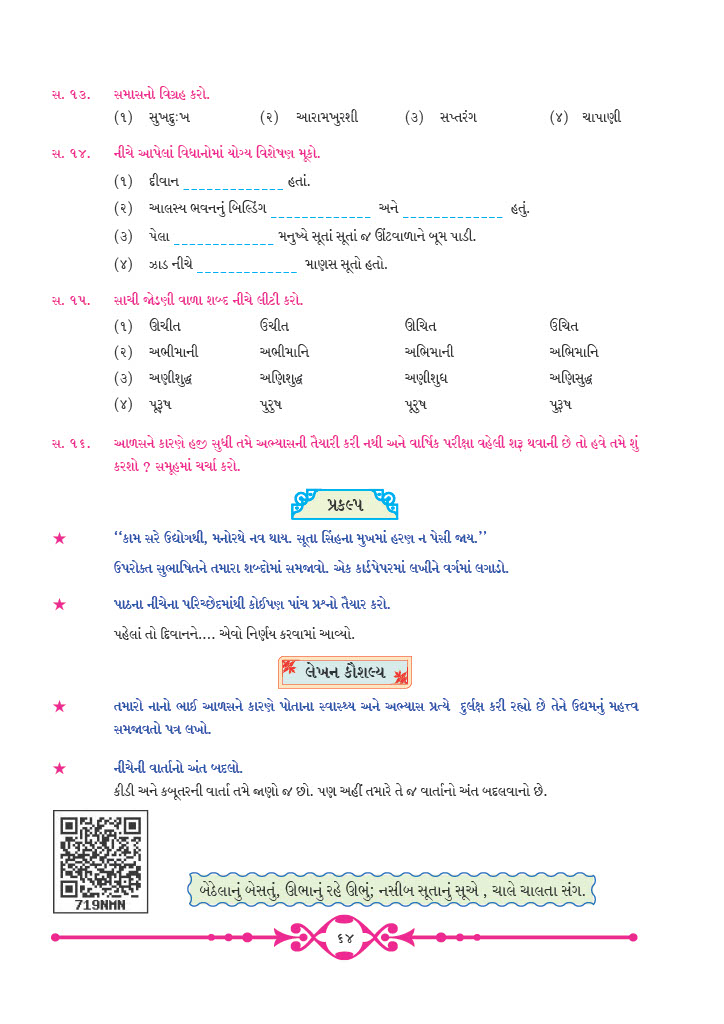 સ. ૧૩. સમાસનો વિગ્રહ કરો.
(૧) સુખદુઃખ (૨) આરામખુરશી (૩) સપ્તરંગ (૪) ચાપાણી
સ. ૧૪. નીચે આપેલાં વિધાનોમાં યોગ્ય વિશેષણ મૂકો.
(૧) દીવાન _____________ હતાં.
(૨) આલસ્ય ભવનનું બિલ્ડિંગ _____________ અને _____________ હતું.
(૩) પેલા _____________ મનુષ્યે સૂતાં સૂતાં જ ઊંટવાળાને બૂમ પાડી.
(૪) ઝાડ નીચે _____________ માણસ સૂતો હતો.
સ. ૧૫. સાચી જોડણી વાળા શબ્દ નીચે લીટી કરો.
(૧) ઊચીત ઉચીત ઊચિત ઉચિત
(૨) અભીમાની અભીમાનિ અભિમાની અભિમાનિ
(૩) અણીશુદ્ધ અણિશુદ્ધ અણીશુધ અણિસુદ્ધ
(૪) પૂરૂષ પુરુષ પૂરુષ પુરૂષ
સ. ૧૬. આળસને કારણે હજી સુધી તમે અભ્યાસની તૈયારી કરી નથી અને વાર્ષિક પરીક્ષા વહેલી શરૂ થવાની છે તો હવે તમે શું
કરશો ? સમૂહમાં ચર્ચા કરો.
પ્રકલ્પ
★ ‘‘કામ સરે ઉદ્યોગથી, મનોરથે નવ થાય. સૂતા સિંહના મુખમાં હરણ ન પેસી જાય.’’
ઉપરોક્ત સુભાષિતને તમારા શબ્દોમાં સમજાવો. એક કાર્ડપેપરમાં લખીને વર્ગમાં લગાડો.
★ પાઠના નીચેના પરિચ્છેદમાંથી કોઈપણ પાંચ પ્રશ્નો તૈયાર કરો.
પહેલાં તો દિવાનને.... એવો નિર્ણય કરવામાં આવ્યો.
લેખન કૌશલ્ય
★ તમારો નાનો ભાઈ આળસને કારણે પોતાના સ્વાસ્થ્ય અને અભ્યાસ પ્રત્યે દુર્લક્ષ કરી રહ્યો છે તેને ઉદ્યમનું મહત્ત્વ
સમજાવતો પત્ર લખો.
★ નીચેની વાર્તાનો અંત બદલો.
કીડી અને કબૂતરની વાર્તા તમે જાણો જ છો. પણ અહીં તમારે તે જ વાર્તાનો અંત બદલવાનો છે.
719NMN
બેઠેલાનું બેસતું, ઊભાનું રહે ઊભું; નસીબ સૂતાનું સૂએ , ચાલે ચાલતા સંગ.
૬૪